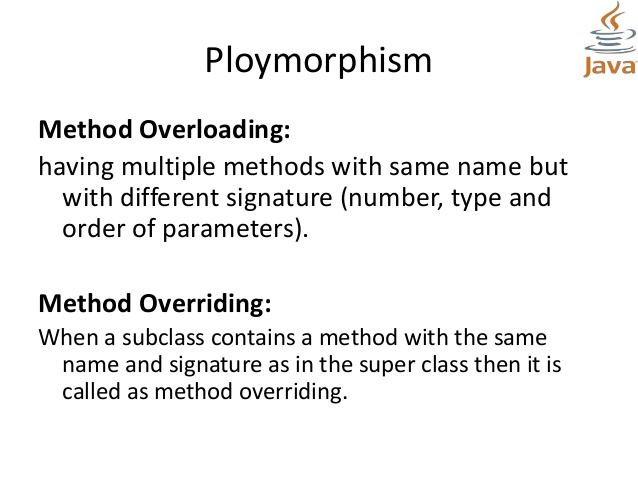 Java
Ploymorphism
Method Overloading:
having multiple methods with same name but
with different signature (number, type and
order of parameters).
Method Overriding:
When a subclass contains a method with the same
name and signature as in the super class then it is
called as method overriding.